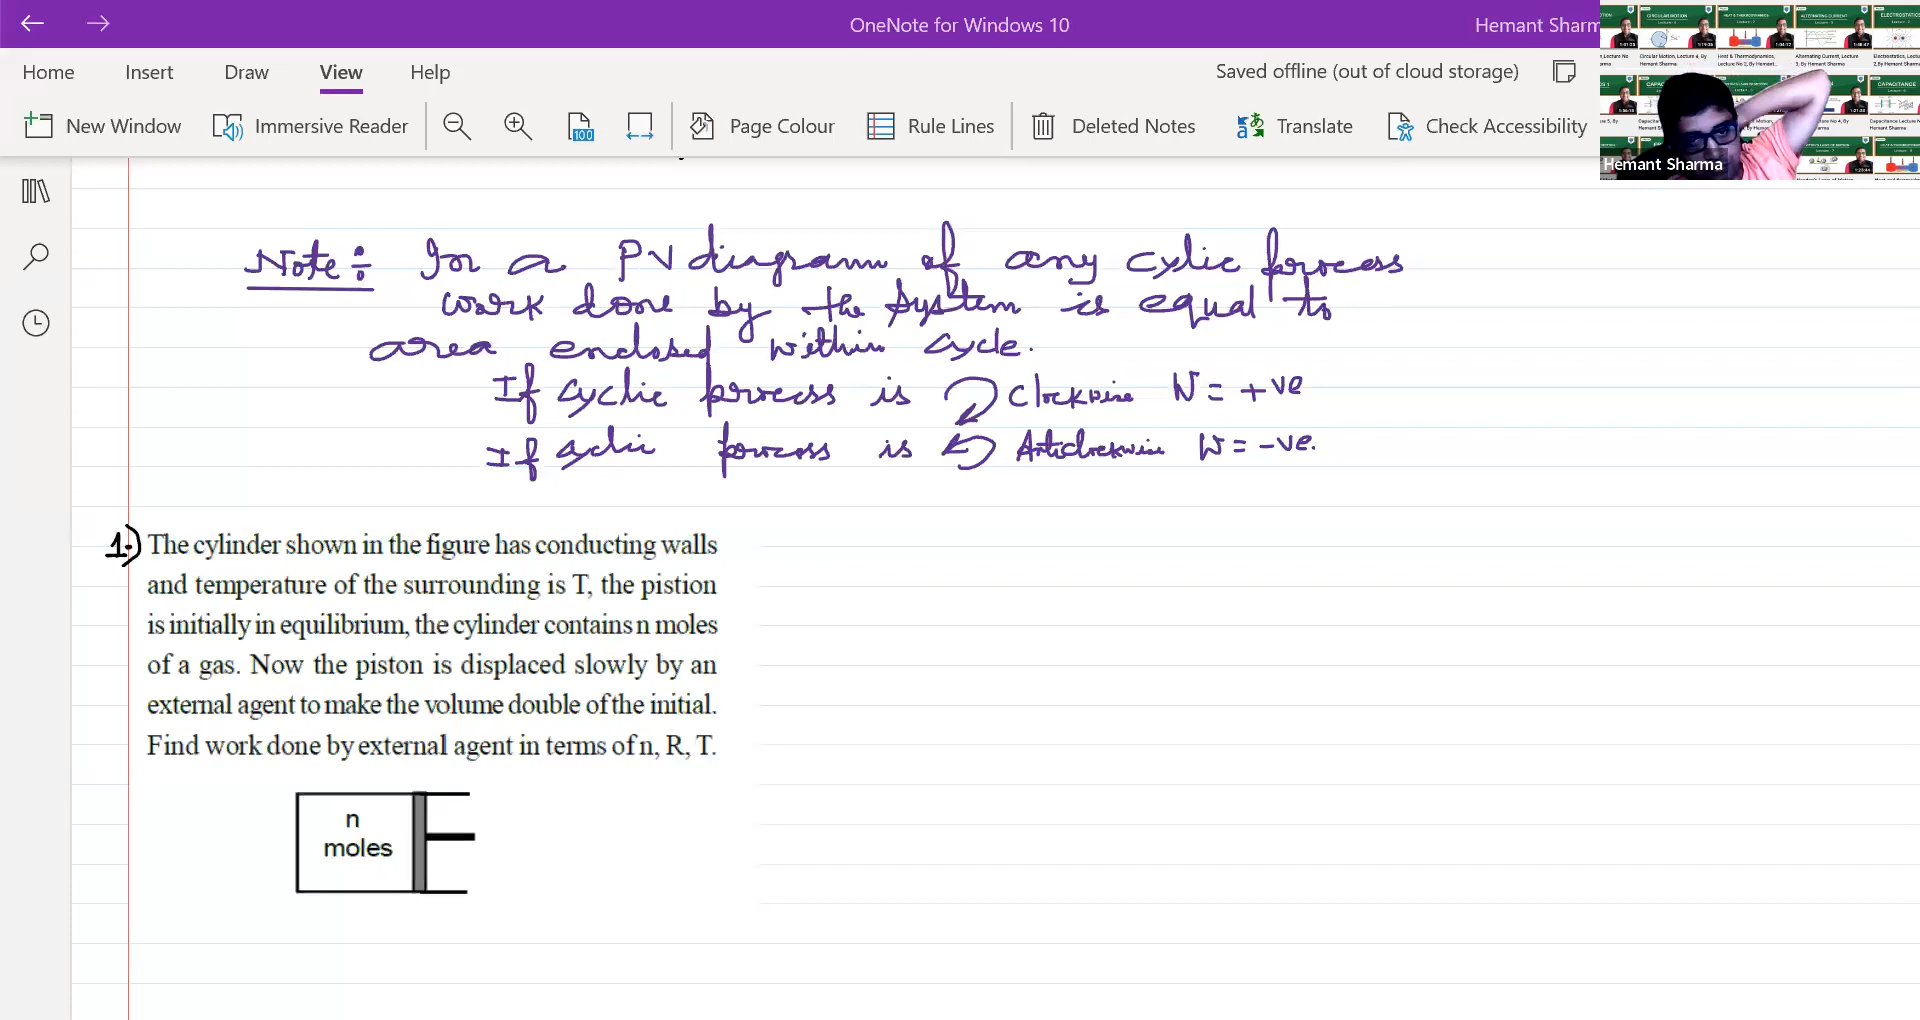 OneNote for Windows 10
Hemant Sharm
Home Insert Draw View Help
Saved offline (out of cloud storage)
New Window Immersive Reader 100 Page Colour Rule Lines Deleted Notes Translate Check Accessibility
Hemant Sharma
Note:- For a PV diagram of any cylic process
work done by the system is equal to
area enclosed within cycle.
If cyclic process is clockwise W = +ve
If cyclic process is Anticlockwise W = -ve.
1.) The cylinder shown in the figure has conducting walls
and temperature of the surrounding is T, the pistion
is initially in equilibrium, the cylinder contains n moles
of a gas. Now the piston is displaced slowly by an
external agent to make the volume double of the initial.
Find work done by external agent in terms of n, R, T.
n
moles